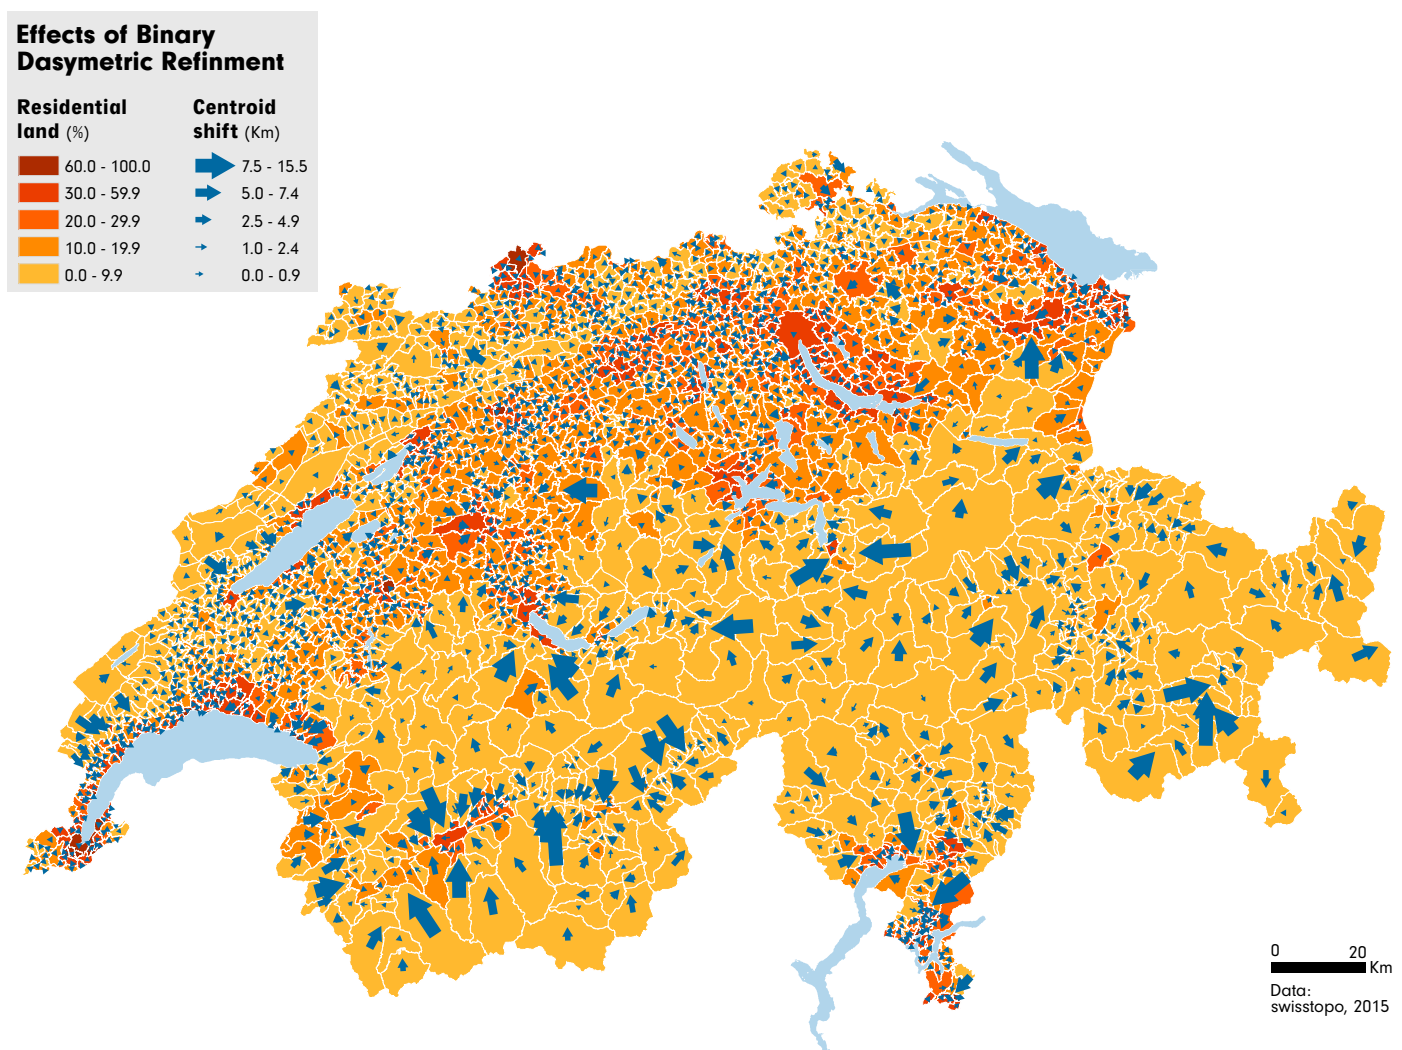 Effects of Binary
Dasymetric Refinment
Residential
land (%)
60.0 - 100.0
30.0 - 59.9
20.0 - 29.9
10.0 - 19.9
0.0 - 9.9
Centroid
shift (Km)
7.5 - 15.5
5.0 - 7.4
2.5 - 4.9
1.0 - 2.4
0.0 - 0.9
0 20
Km
Data:
swisstopo, 2015